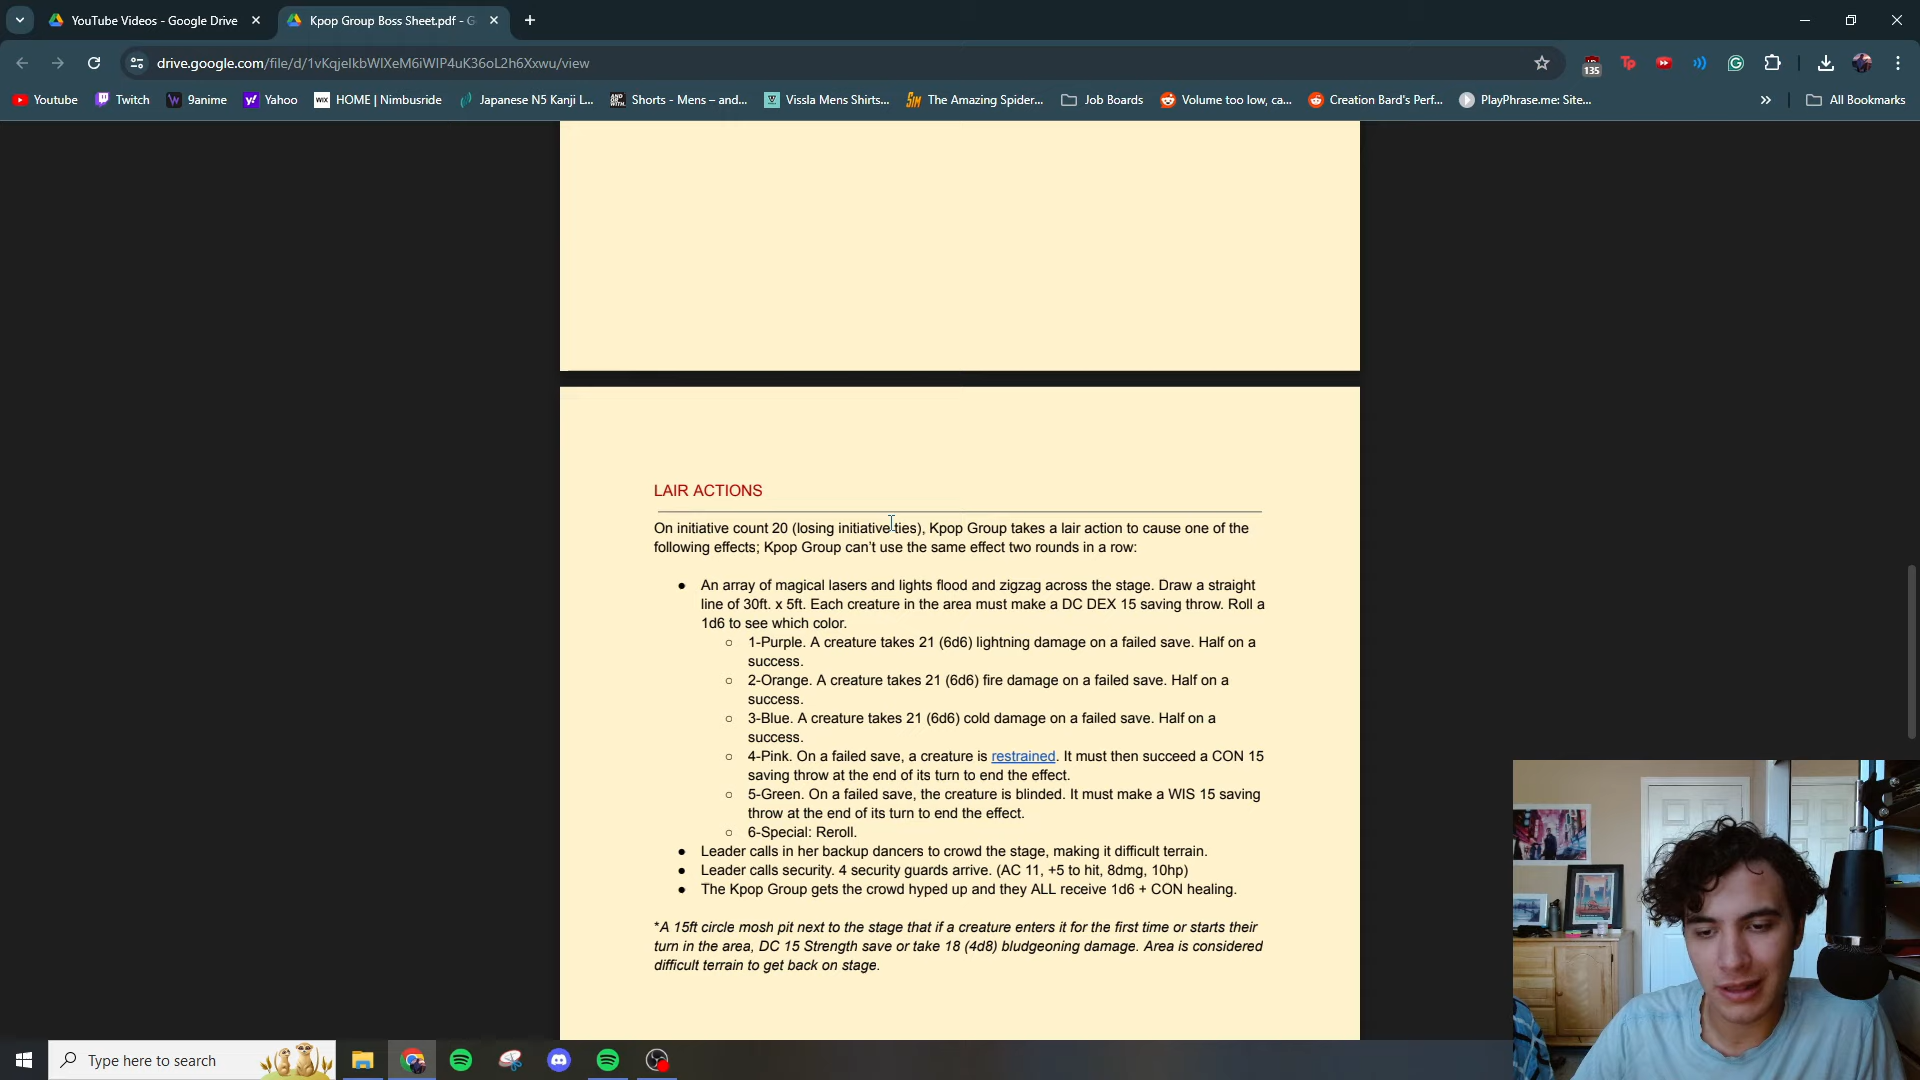 YouTube Videos - Google Drive
Kpop Group Boss Sheet.pdf - G
drive.google.com/file/d/1vKqjelkbWIXeM6iWIP4uK36oL2h6Xxwu/view
135
Youtube
Twitch
9anime
Yahoo
HOME | Nimbusride
Japanese N5 Kanji L...
Shorts - Mens – and...
Vissla Mens Shirts...
The Amazing Spider...
Job Boards
Volume too low, ca...
Creation Bard's Perf...
PlayPhrase.me: Site...
All Bookmarks
LAIR ACTIONS
On initiative count 20 (losing initiative ties), Kpop Group takes a lair action to cause one of the
following effects; Kpop Group can't use the same effect two rounds in a row:
● An array of magical lasers and lights flood and zigzag across the stage. Draw a straight
line of 30ft. x 5ft. Each creature in the area must make a DC DEX 15 saving throw. Roll a
1d6 to see which color.
○ 1-Purple. A creature takes 21 (6d6) lightning damage on a failed save. Half on a
success.
○ 2-Orange. A creature takes 21 (6d6) fire damage on a failed save. Half on a
success.
○ 3-Blue. A creature takes 21 (6d6) cold damage on a failed save. Half on a
success.
○ 4-Pink. On a failed save, a creature is restrained. It must then succeed a CON 15
saving throw at the end of its turn to end the effect.
○ 5-Green. On a failed save, the creature is blinded. It must make a WIS 15 saving
throw at the end of its turn to end the effect.
○ 6-Special: Reroll.
● Leader calls in her backup dancers to crowd the stage, making it difficult terrain.
● Leader calls security. 4 security guards arrive. (AC 11, +5 to hit, 8dmg, 10hp)
● The Kpop Group gets the crowd hyped up and they ALL receive 1d6 + CON healing.
*A 15ft circle mosh pit next to the stage that if a creature enters it for the first time or starts their
turn in the area, DC 15 Strength save or take 18 (4d8) bludgeoning damage. Area is considered
difficult terrain to get back on stage.
Type here to search